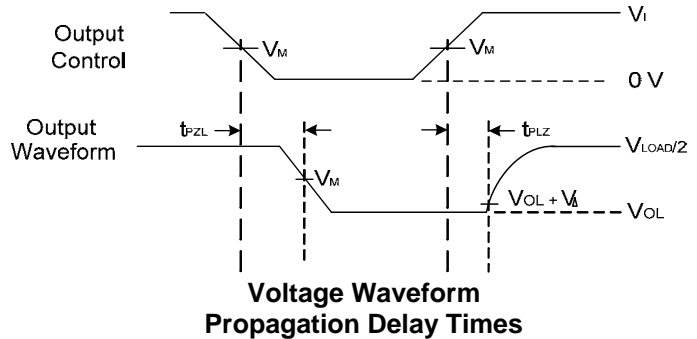 Output
Control
VM
VM
VI
0 V
Output
Waveform
tPZL
tPLZ
VLOAD/2
VM
VOL + VΔ
VOL
Voltage Waveform
Propagation Delay Times